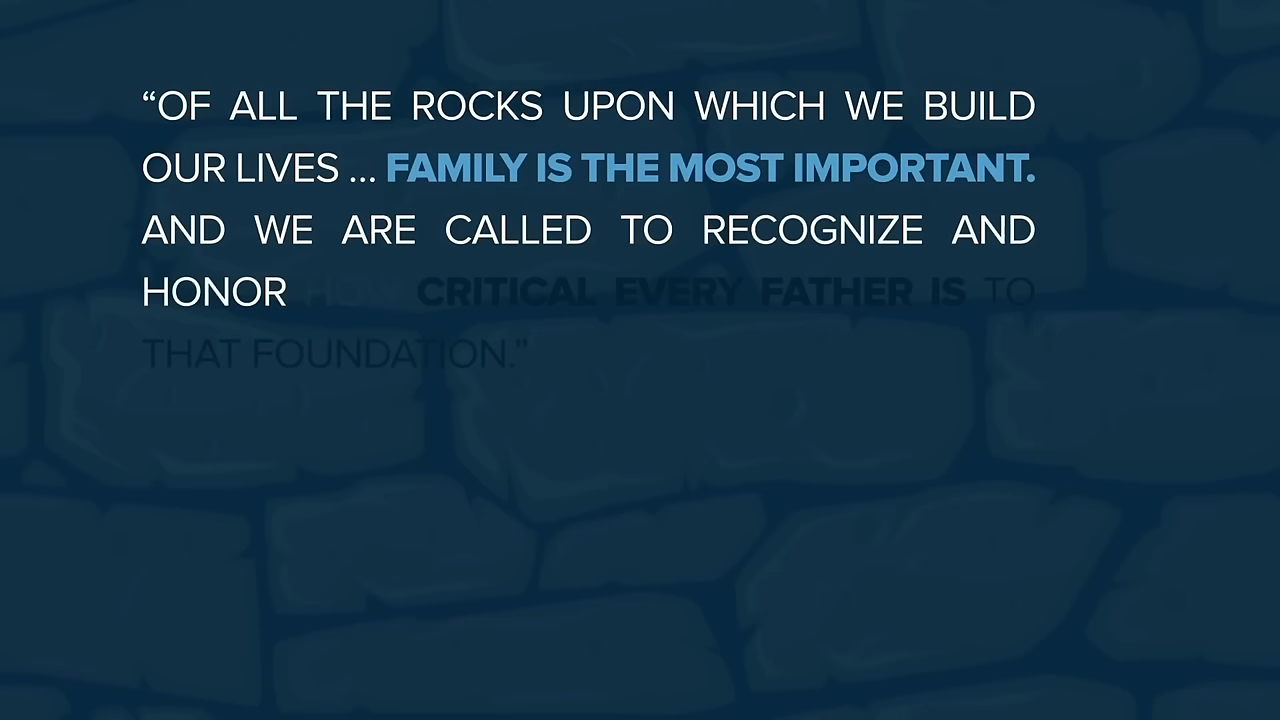 “OF ALL THE ROCKS UPON WHICH WE BUILD
OUR LIVES ... FAMILY IS THE MOST IMPORTANT.
AND WE ARE CALLED TO RECOGNIZE AND
HONOR HOW CRITICAL EVERY FATHER IS TO
THAT FOUNDATION.”